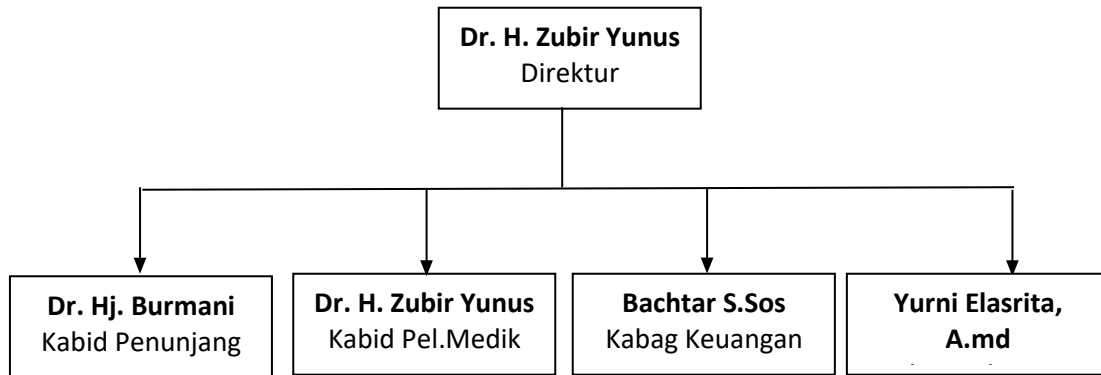 Dr. H. Zubir Yunus
Direktur
Dr. Hj. Burmani
Kabid Penunjang
Dr. H. Zubir Yunus
Kabid Pel.Medik
Bachtar S.Sos
Kabag Keuangan
Yurni Elasrita,
A.md